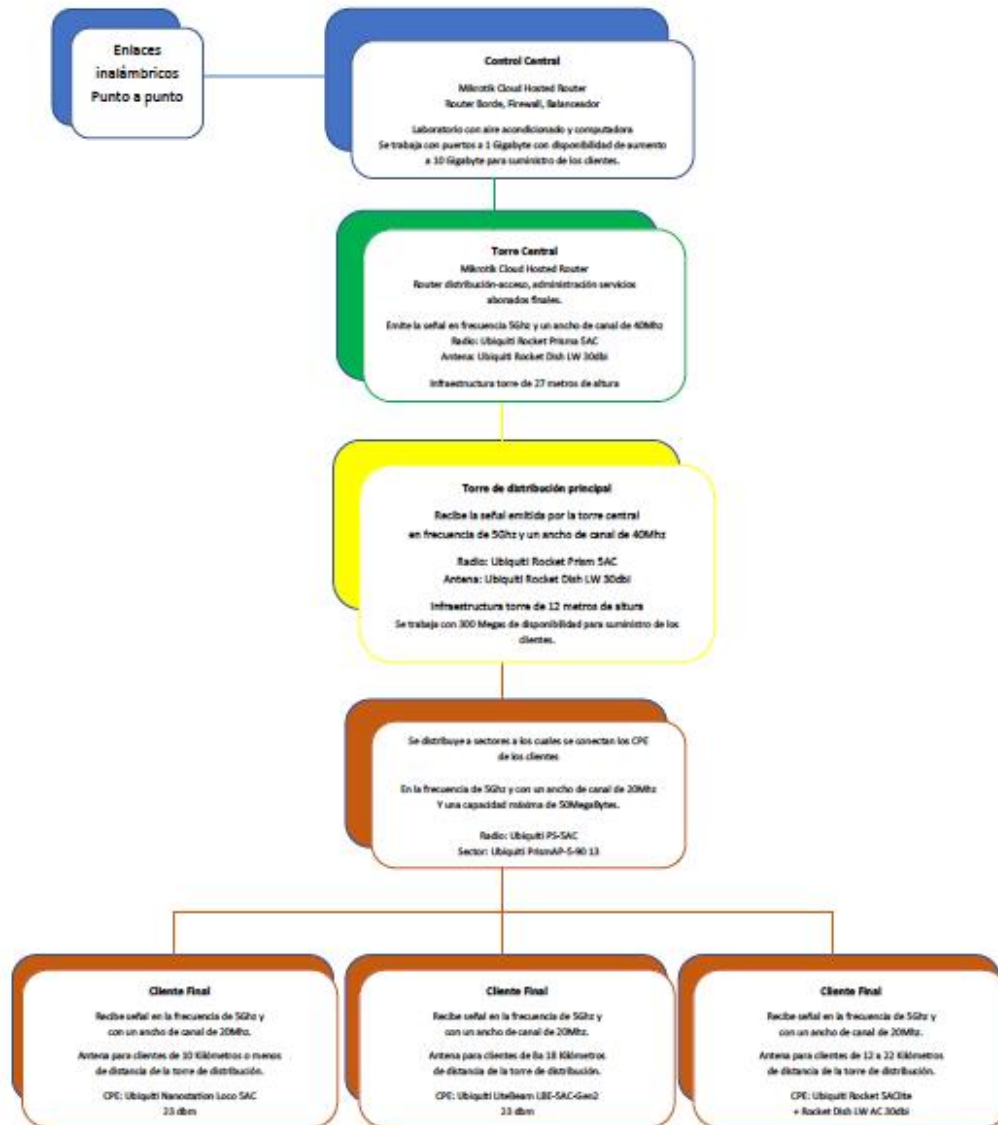 Enlaces
inalámbricos
Punto a punto
Control Central
Mikrotik Cloud Hosted Router
Router Borde, Firewall, Balanceador
Laboratorio con aire acondicionado y computadora
Se trabaja con puertos a 1 Gigabyte con disponibilidad de aumento
a 10 Gigabyte para suministro de los clientes.
Torre Central
Mikrotik Cloud Hosted Router
Router distribución-acceso, administración servicios
abonados finales.
Emite la señal en frecuencia 5Ghz y un ancho de canal de 40Mhz
Radio: Ubiquiti Rocket Prisma 5AC
Antena: Ubiquiti Rocket Dish LW 30dbi
Infraestructura torre de 27 metros de altura
Torre de distribución principal
Recibe la señal emitida por la torre central
en frecuencia de 5Ghz y un ancho de canal de 40Mhz
Radio: Ubiquiti Rocket Prism 5AC
Antena: Ubiquiti Rocket Dish LW 30dbi
Infraestructura torre de 12 metros de altura
Se trabaja con 300 Megas de disponibilidad para suministro de los
clientes.
Se distribuye a sectores a los cuales se conectan los CPE
de los clientes
En la frecuencia de 5Ghz y con un ancho de canal de 20Mhz
Y una capacidad máxima de 50MegaBytes.
Radio: Ubiquiti PS-5AC
Sector: Ubiquiti PrismAP-5-90 13
Cliente Final
Recibe señal en la frecuencia de 5Ghz y
con un ancho de canal de 20Mhz.
Antena para clientes de 10 Kilómetros o menos
de distancia de la torre de distribución.
CPE: Ubiquiti Nanostation Loco 5AC
23 dbm
Cliente Final
Recibe señal en la frecuencia de 5Ghz y
con un ancho de canal de 20Mhz.
Antena para clientes de 8a 18 Kilómetros
de distancia de la torre de distribución.
CPE: Ubiquiti LiteBeam LBE-5AC-Gen2
23 dbm
Cliente Final
Recibe señal en la frecuencia de 5Ghz y
con un ancho de canal de 20Mhz.
Antena para clientes de 12 a 22 Kilómetros
de distancia de la torre de distribución.
CPE: Ubiquiti Rocket 5AClite
+ Rocket Dish LW AC 30dbi